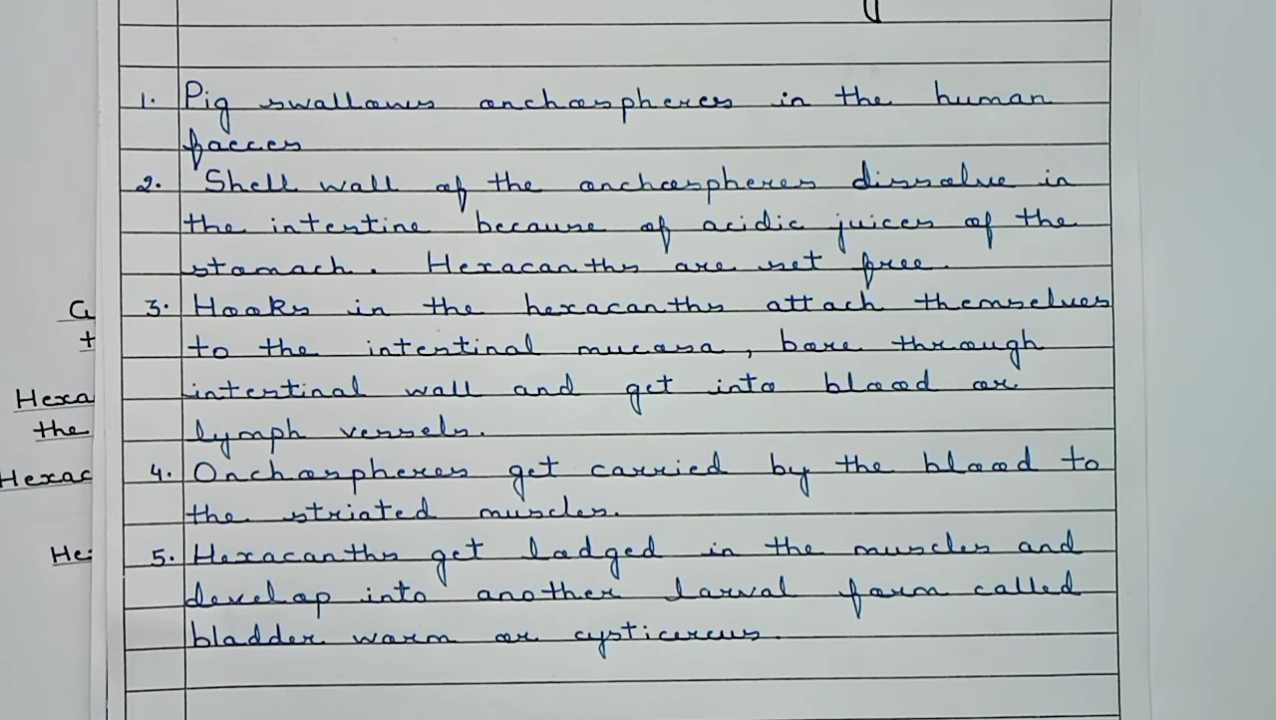 1. Pig swallows onchospheres in the human
faeces
2. Shell wall of the onchospheres dissolve in
the intestine because of acidic juices of the
stomach. Hexacanths are set free.
3. Hooks in the hexacanths attach themselves
to the intestinal mucosa, bore through
intestinal wall and get into blood or
lymph vessels.
4. Onchospheres get carried by the blood to
the striated muscles.
5. Hexacanths get lodged in the muscles and
develop into another larval form called
bladder worm or cysticercus.
G
t
Hexa
the
Hexac
He